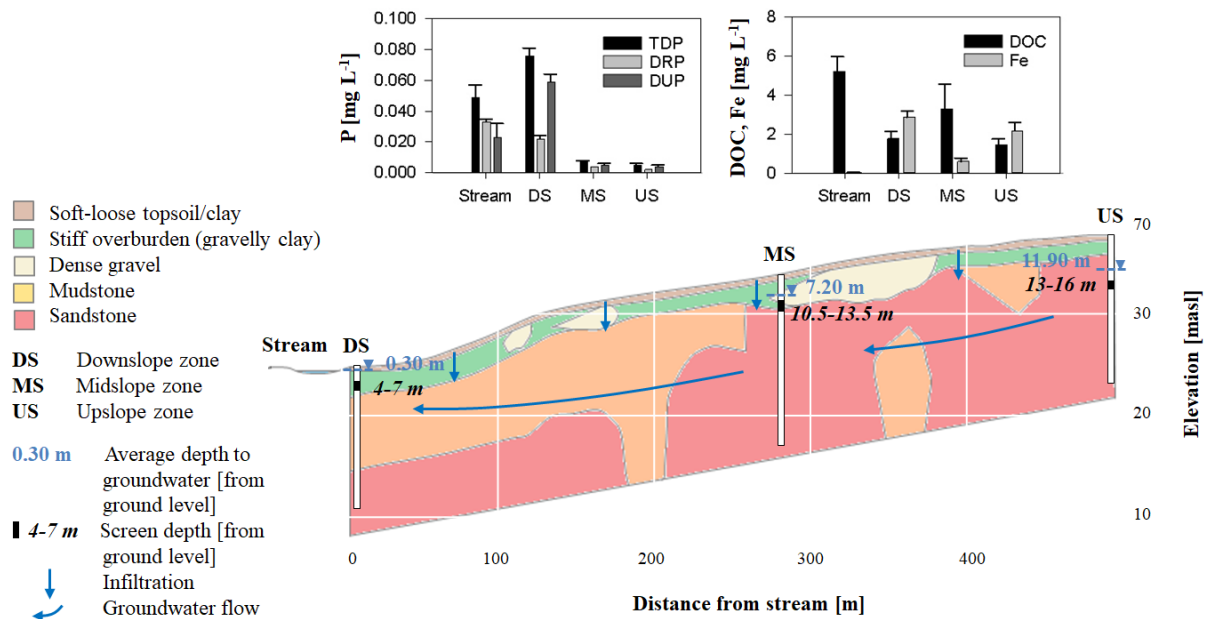 0.100
0.080
0.060
0.040
0.020
0.000
P [mg L⁻¹]
TDP
DRP
DUP
Stream DS MS US
8
6
4
2
0
DOC, Fe [mg L⁻¹]
DOC
Fe
Stream DS MS US
Soft-loose topsoil/clay
Stiff overburden (gravelly clay)
Dense gravel
Mudstone
Sandstone
DS Downslope zone
MS Midslope zone
US Upslope zone
0.30 m Average depth to
groundwater [from
ground level]
4-7 m Screen depth [from
ground level]
Infiltration
Groundwater flow
Stream DS
0.30 m
4-7 m
MS
7.20 m
10.5-13.5 m
US
11.90 m
13-16 m
70
30
20
10
Elevation [masl]
0 100 200 300 400
Distance from stream [m]